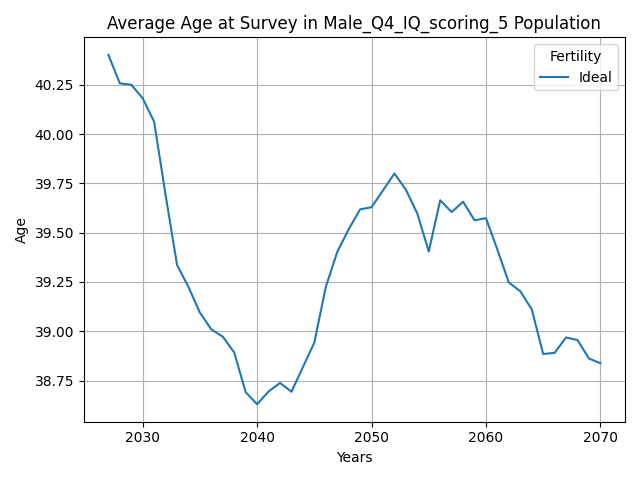 Average Age at Survey in Male_Q4_IQ_scoring_5 Population
Fertility
Ideal
Age
40.25
40.00
39.75
39.50
39.25
39.00
38.75
2030
2040
2050
2060
2070
Years